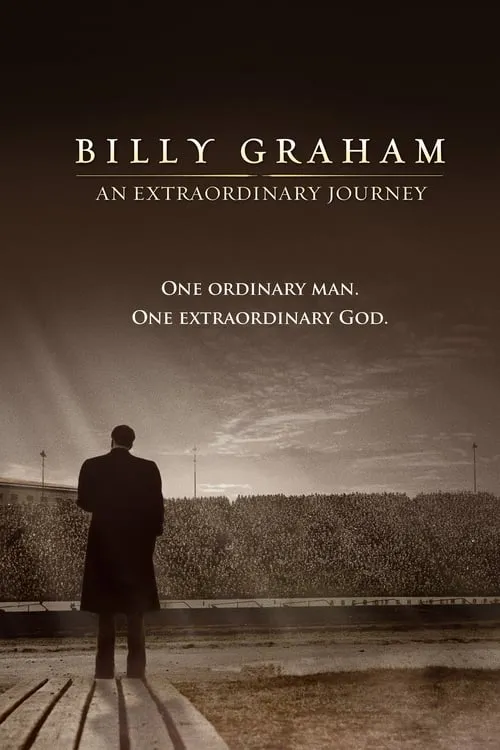 BILLY GRAHAM
AN EXTRAORDINARY JOURNEY
ONE ORDINARY MAN.
ONE EXTRAORDINARY GOD.